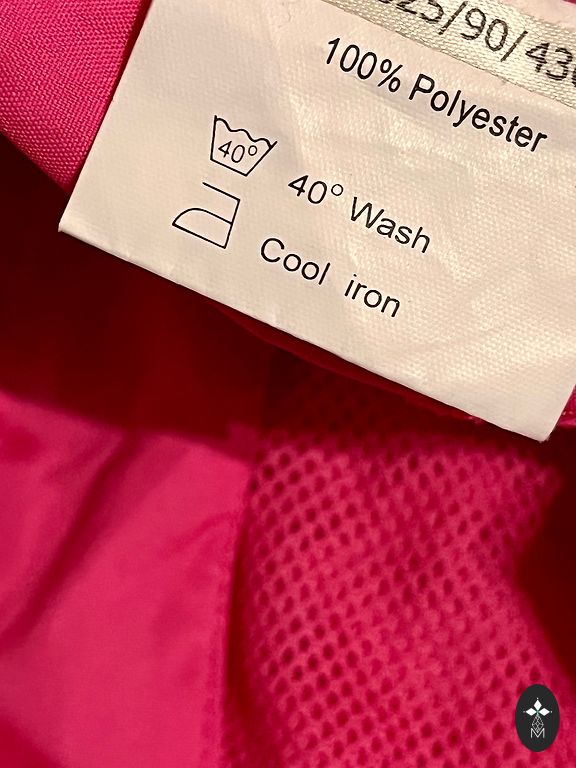 100% Polyester
40° 40° Wash
Cool iron